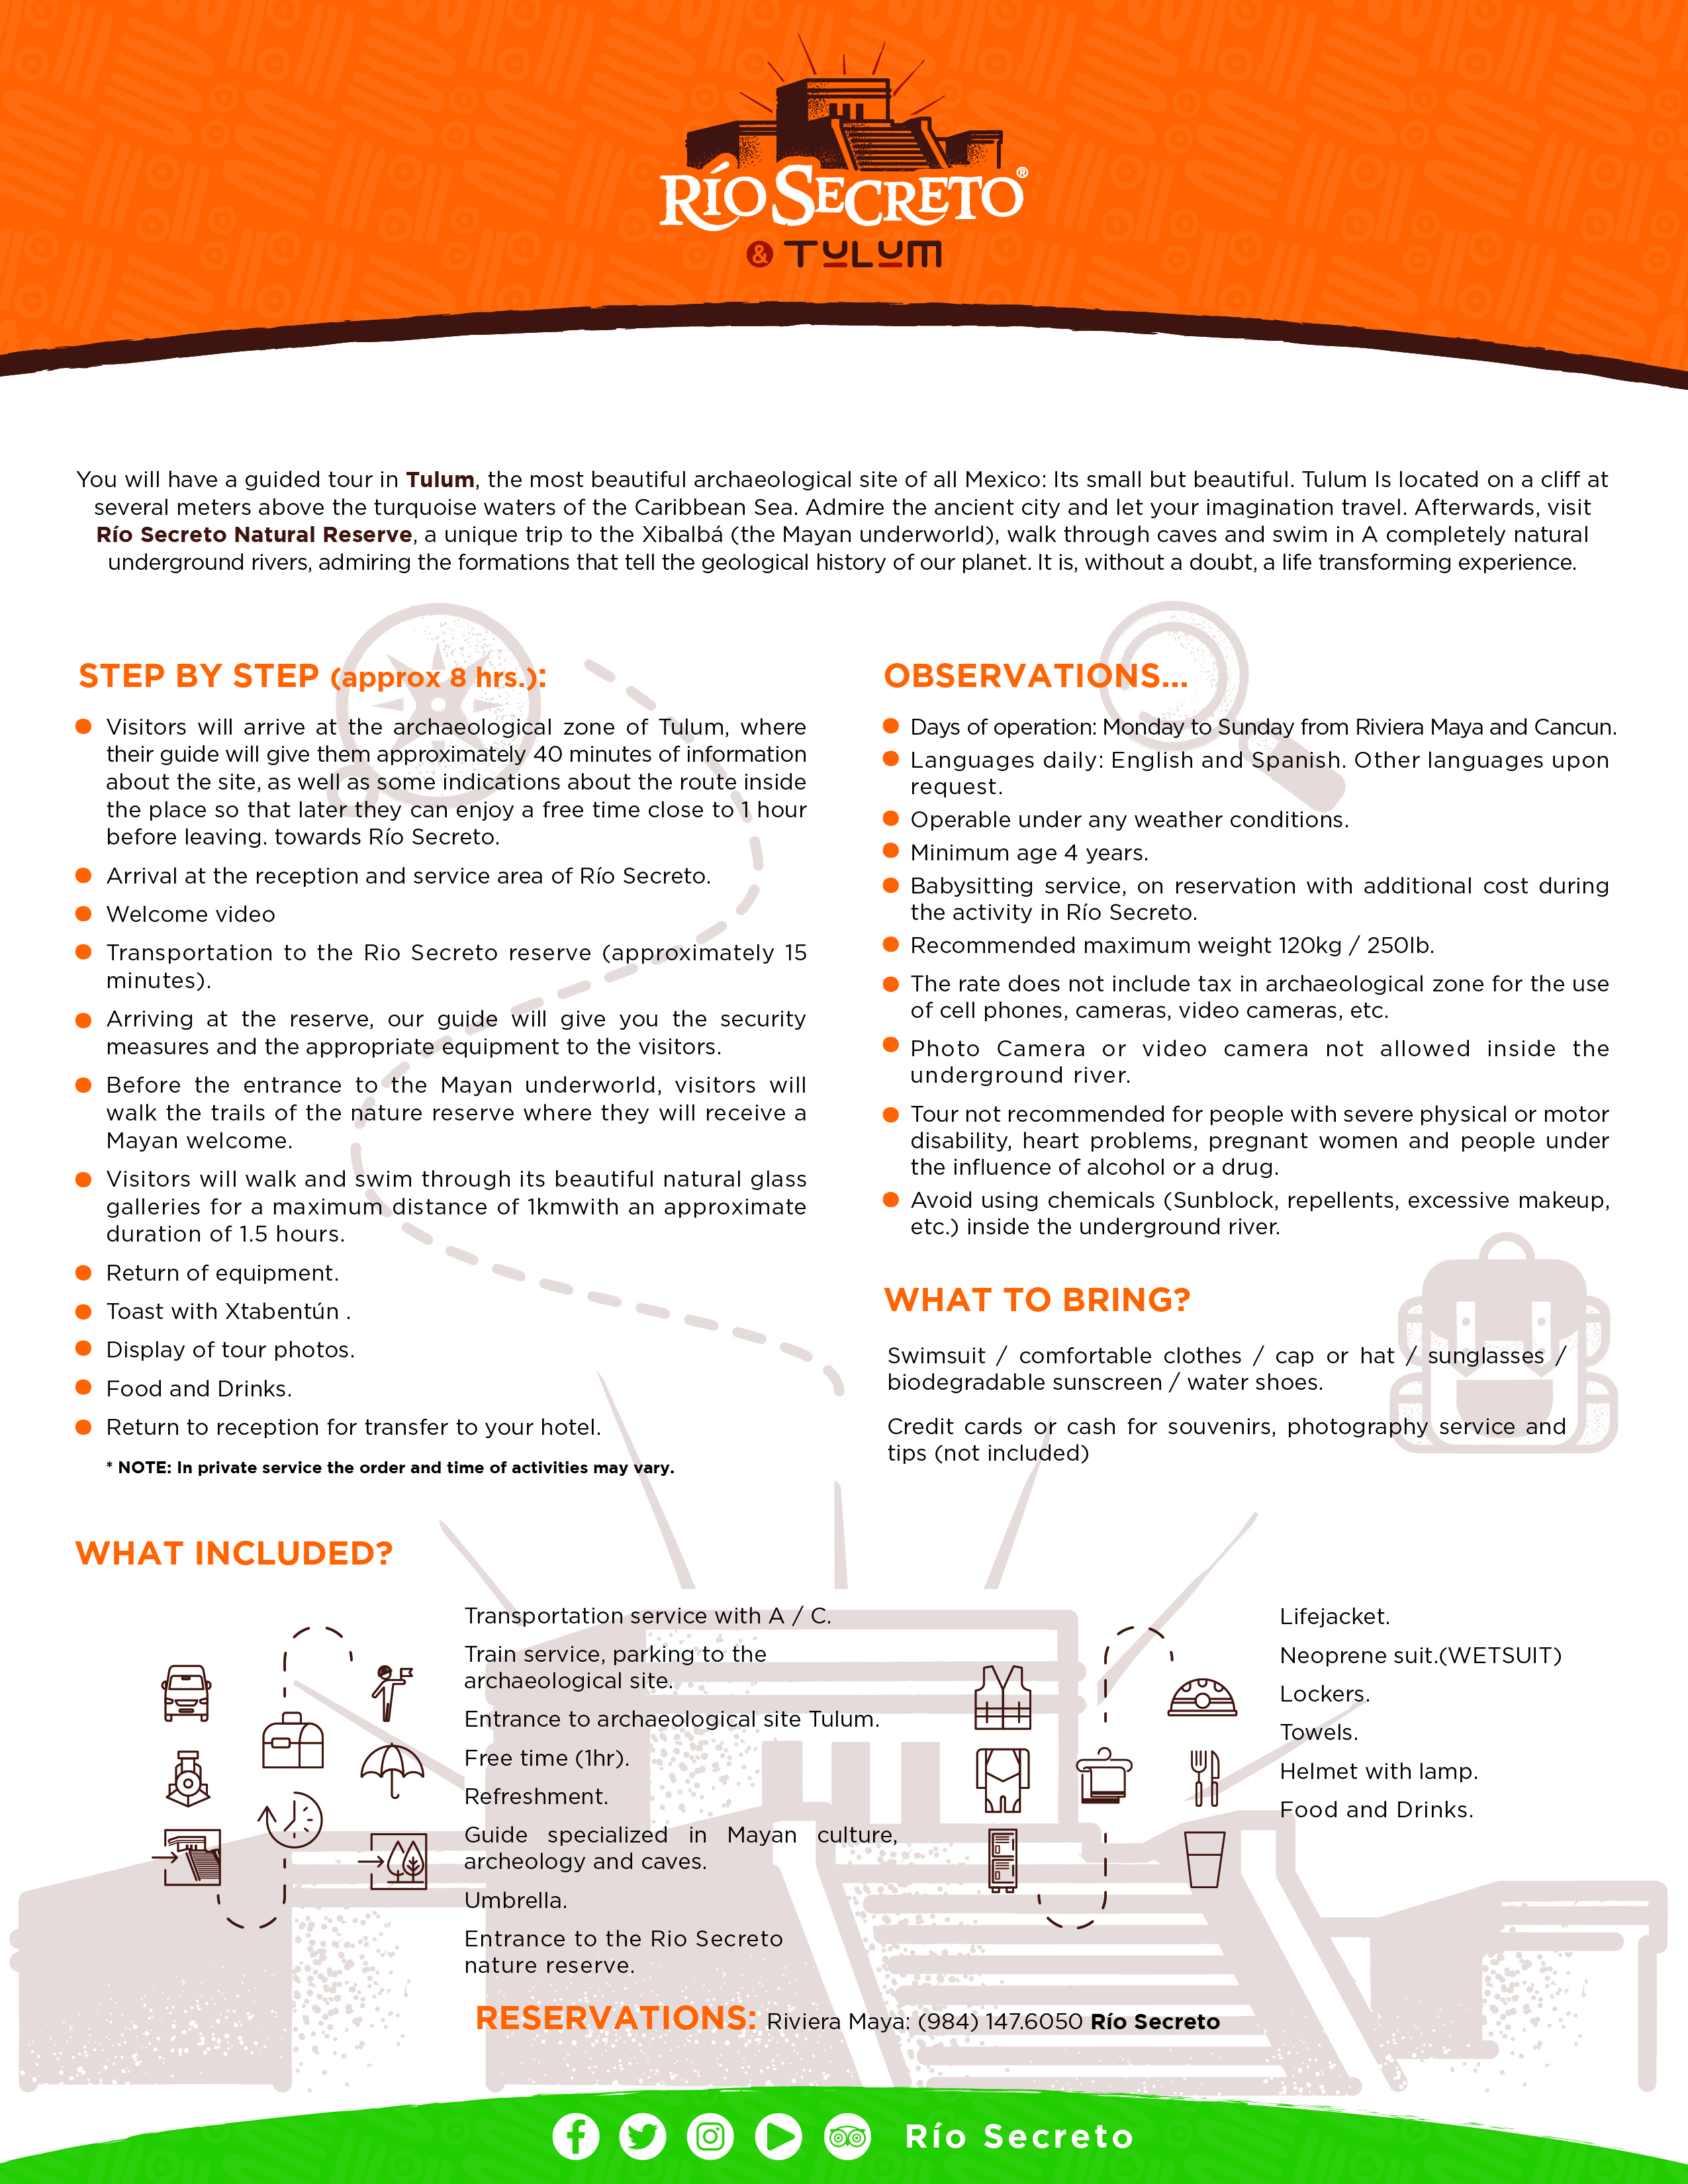 RÍO SECRETO®
& TULUM
You will have a guided tour in Tulum, the most beautiful archaeological site of all Mexico: Its small but beautiful. Tulum Is located on a cliff at
several meters above the turquoise waters of the Caribbean Sea. Admire the ancient city and let your imagination travel. Afterwards, visit
Río Secreto Natural Reserve, a unique trip to the Xibalbá (the Mayan underworld), walk through caves and swim in A completely natural
underground rivers, admiring the formations that tell the geological history of our planet. It is, without a doubt, a life transforming experience.
STEP BY STEP (approx 8 hrs.):
Visitors will arrive at the archaeological zone of Tulum, where
their guide will give them approximately 40 minutes of information
about the site, as well as some indications about the route inside
the place so that later they can enjoy a free time close to 1 hour
before leaving. towards Río Secreto.
Arrival at the reception and service area of Río Secreto.
Welcome video
Transportation to the Rio Secreto reserve (approximately 15
minutes).
Arriving at the reserve, our guide will give you the security
measures and the appropriate equipment to the visitors.
Before the entrance to the Mayan underworld, visitors will
walk the trails of the nature reserve where they will receive a
Mayan welcome.
Visitors will walk and swim through its beautiful natural glass
galleries for a maximum distance of 1kmwith an approximate
duration of 1.5 hours.
Return of equipment.
Toast with Xtabentún .
Display of tour photos.
Food and Drinks.
Return to reception for transfer to your hotel.
* NOTE: In private service the order and time of activities may vary.
OBSERVATIONS...
Days of operation: Monday to Sunday from Riviera Maya and Cancun.
Languages daily: English and Spanish. Other languages upon
request.
Operable under any weather conditions.
Minimum age 4 years.
Babysitting service, on reservation with additional cost during
the activity in Río Secreto.
Recommended maximum weight 120kg / 250lb.
The rate does not include tax in archaeological zone for the use
of cell phones, cameras, video cameras, etc.
Photo Camera or video camera not allowed inside the
underground river.
Tour not recommended for people with severe physical or motor
disability, heart problems, pregnant women and people under
the influence of alcohol or a drug.
Avoid using chemicals (Sunblock, repellents, excessive makeup,
etc.) inside the underground river.
WHAT TO BRING?
Swimsuit / comfortable clothes / cap or hat / sunglasses /
biodegradable sunscreen / water shoes.
Credit cards or cash for souvenirs, photography service and
tips (not included)
WHAT INCLUDED?
Transportation service with A / C.
Train service, parking to the
archaeological site.
Entrance to archaeological site Tulum.
Free time (1hr).
Refreshment.
Guide specialized in Mayan culture,
archeology and caves.
Umbrella.
Entrance to the Rio Secreto
nature reserve.
Lifejacket.
Neoprene suit.(WETSUIT)
Lockers.
Towels.
Helmet with lamp.
Food and Drinks.
RESERVATIONS: Riviera Maya: (984) 147.6050 Río Secreto
Río Secreto